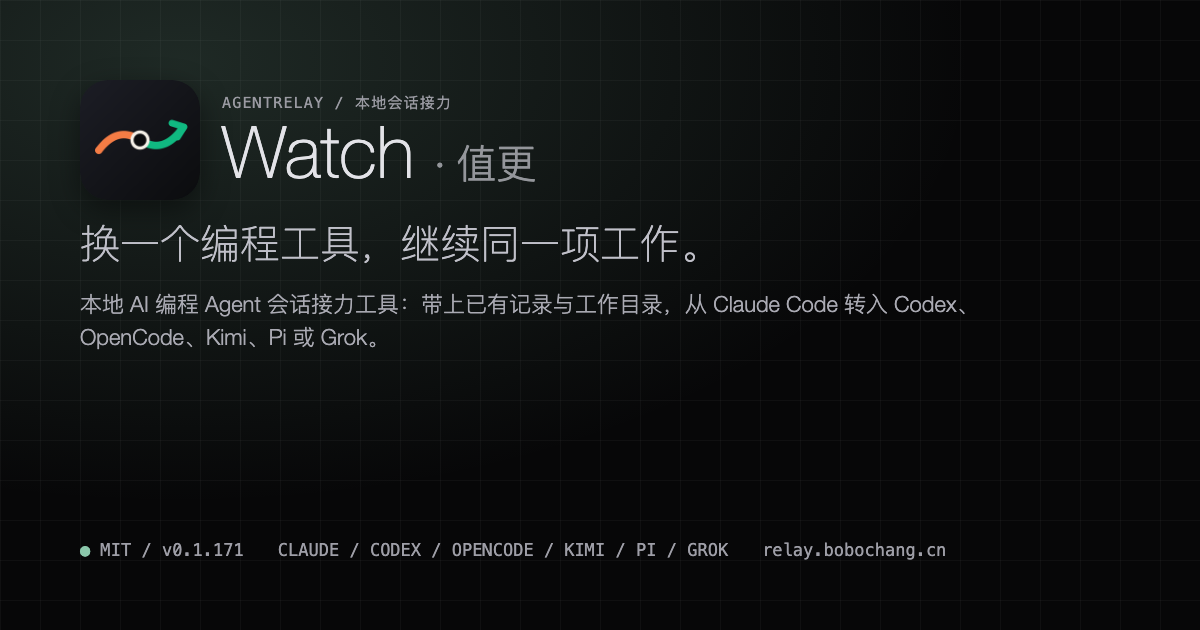 AGENTRELAY / 本地会话接力
Watch · 值更
换一个编程工具，继续同一项工作。
本地 AI 编程 Agent 会话接力工具：带上已有记录与工作目录，从 Claude Code 转入 Codex、
OpenCode、Kimi、Pi 或 Grok。
MIT / v0.1.171 CLAUDE / CODEX / OPENCODE / KIMI / PI / GROK relay.bobochang.cn